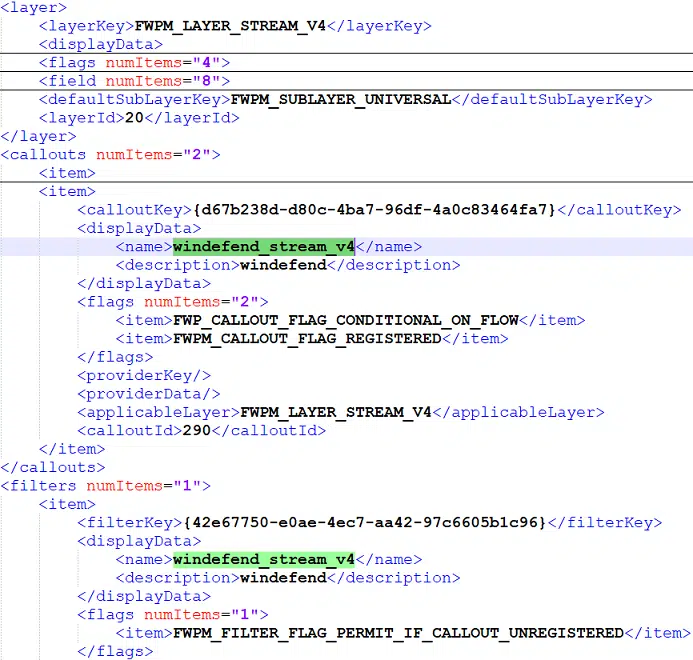 <layer>
<layerKey>FWPM_LAYER_STREAM_V4</layerKey>
<displayData>
<flags numItems="4">
<field numItems="8">
<defaultSubLayerKey>FWPM_SUBLAYER_UNIVERSAL</defaultSubLayerKey>
<layerId>20</layerId>
</layer>
<callouts numItems="2">
<item>
<item>
<calloutKey>{d67b238d-d80c-4ba7-96df-4a0c83464fa7}</calloutKey>
<displayData>
<name>windefend_stream_v4</name>
<description>windefend</description>
</displayData>
<flags numItems="2">
<item>FWP_CALLOUT_FLAG_CONDITIONAL_ON_FLOW</item>
<item>FWPM_CALLOUT_FLAG_REGISTERED</item>
</flags>
<providerKey/>
<providerData/>
<applicableLayer>FWPM_LAYER_STREAM_V4</applicableLayer>
<calloutId>290</calloutId>
</item>
</callouts>
<filters numItems="1">
<item>
<filterKey>{42e67750-e0ae-4ec7-aa42-97c6605b1c96}</filterKey>
<displayData>
<name>windefend_stream_v4</name>
<description>windefend</description>
</displayData>
<flags numItems="1">
<item>FWPM_FILTER_FLAG_PERMIT_IF_CALLOUT_UNREGISTERED</item>
</flags>